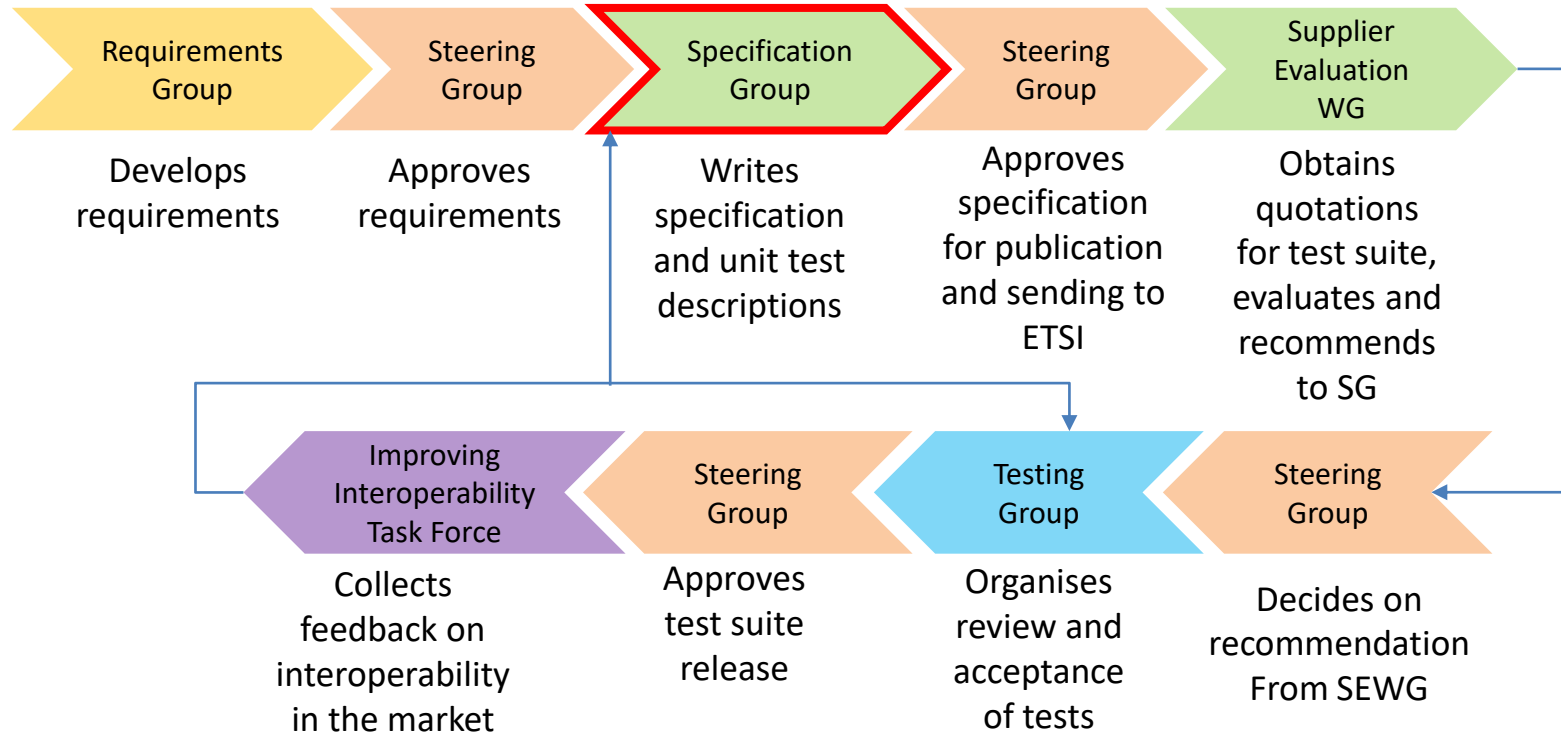 Requirements
Group
Steering
Group
Specification
Group
Steering
Group
Supplier
Evaluation
WG
Develops
requirements
Approves
requirements
Writes
specification
and unit test
descriptions
Approves
specification
for publication
and sending to
ETSI
Obtains
quotations
for test suite,
evaluates and
recommends
to SG
Improving
Interoperability
Task Force
Steering
Group
Testing
Group
Steering
Group
Collects
feedback on
interoperability
in the market
Approves
test suite
release
Organises
review and
acceptance
of tests
Decides on
recommendation
From SEWG